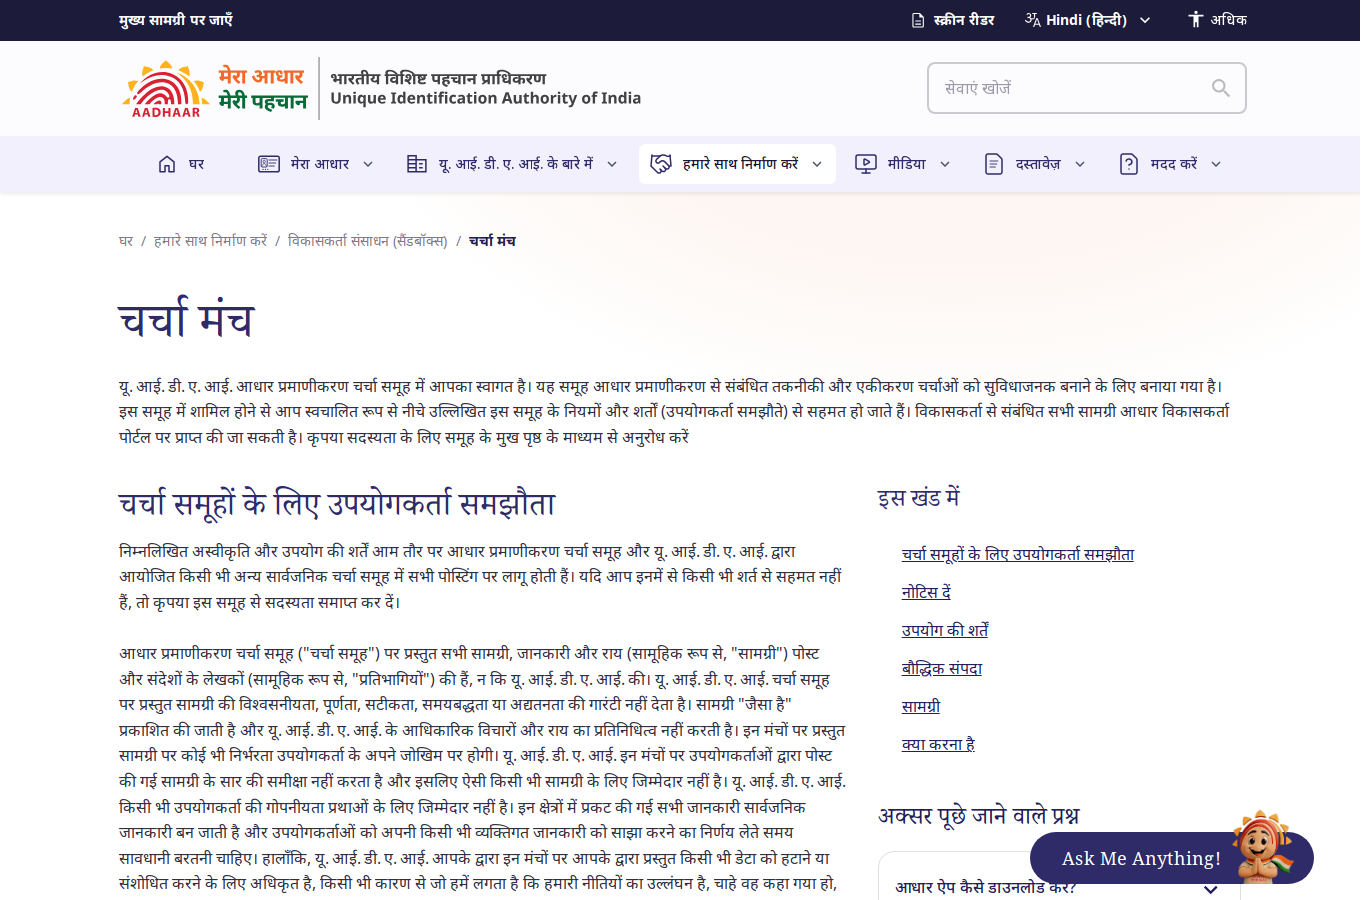 मुख्य सामग्री पर जाएँ
स्क्रीन रीडर
Hindi (हिन्दी)
अधिक
AADHAAR
मेरा आधार
मेरी पहचान
भारतीय विशिष्ट पहचान प्राधिकरण
Unique Identification Authority of India
सेवाएं खोजें
घर
मेरा आधार
यू. आई. डी. ए. आई. के बारे में
हमारे साथ निर्माण करें
मीडिया
दस्तावेज़
मदद करें
घर / हमारे साथ निर्माण करें / विकासकर्ता संसाधन (सैंडबॉक्स) / चर्चा मंच
चर्चा मंच
यू. आई. डी. ए. आई. आधार प्रमाणीकरण चर्चा समूह में आपका स्वागत है। यह समूह आधार प्रमाणीकरण से संबंधित तकनीकी और एकीकरण चर्चाओं को सुविधाजनक बनाने के लिए बनाया गया है।
इस समूह में शामिल होने से आप स्वचालित रूप से नीचे उल्लिखित इस समूह के नियमों और शर्तों (उपयोगकर्ता समझौते) से सहमत हो जाते हैं। विकासकर्ता से संबंधित सभी सामग्री आधार विकासकर्ता
पोर्टल पर प्राप्त की जा सकती है। कृपया सदस्यता के लिए समूह के मुख पृष्ठ के माध्यम से अनुरोध करें
चर्चा समूहों के लिए उपयोगकर्ता समझौता
निम्नलिखित अस्वीकृति और उपयोग की शर्तें आम तौर पर आधार प्रमाणीकरण चर्चा समूह और यू. आई. डी. ए. आई. द्वारा
आयोजित किसी भी अन्य सार्वजनिक चर्चा समूह में सभी पोस्टिंग पर लागू होती हैं। यदि आप इनमें से किसी भी शर्त से सहमत नहीं
हैं, तो कृपया इस समूह से सदस्यता समाप्त कर दें।
आधार प्रमाणीकरण चर्चा समूह ("चर्चा समूह") पर प्रस्तुत सभी सामग्री, जानकारी और राय (सामूहिक रूप से, "सामग्री") पोस्ट
और संदेशों के लेखकों (सामूहिक रूप से, "प्रतिभागियों") की हैं, न कि यू. आई. डी. ए. आई. की। यू. आई. डी. ए. आई. चर्चा समूह
पर प्रस्तुत सामग्री की विश्वसनीयता, पूर्णता, सटीकता, समयबद्धता या अद्यतनता की गारंटी नहीं देता है। सामग्री "जैसा है"
प्रकाशित की जाती है और यू. आई. डी. ए. आई. के आधिकारिक विचारों और राय का प्रतिनिधित्व नहीं करती है। इन मंचों पर प्रस्तुत
सामग्री पर कोई भी निर्भरता उपयोगकर्ता के अपने जोखिम पर होगी। यू. आई. डी. ए. आई. इन मंचों पर उपयोगकर्ताओं द्वारा पोस्ट
की गई सामग्री के सार की समीक्षा नहीं करता है और इसलिए ऐसी किसी भी सामग्री के लिए जिम्मेदार नहीं है। यू. आई. डी. ए. आई.
किसी भी उपयोगकर्ता की गोपनीयता प्रथाओं के लिए जिम्मेदार नहीं है। इन क्षेत्रों में प्रकट की गई सभी जानकारी सार्वजनिक
जानकारी बन जाती है और उपयोगकर्ताओं को अपनी किसी भी व्यक्तिगत जानकारी को साझा करने का निर्णय लेते समय
सावधानी बरतनी चाहिए। हालाँकि, यू. आई. डी. ए. आई. आपके द्वारा इन मंचों पर आपके द्वारा प्रस्तुत किसी भी डेटा को हटाने या
संशोधित करने के लिए अधिकृत है, किसी भी कारण से जो हमें लगता है कि हमारी नीतियों का उल्लंघन है, चाहे वह कहा गया हो,
इस खंड में
चर्चा समूहों के लिए उपयोगकर्ता समझौता
नोटिस दें
उपयोग की शर्तें
बौद्धिक संपदा
सामग्री
क्या करना है
अक्सर पूछे जाने वाले प्रश्न
Ask Me Anything!
आधार ऐप कैसे डाउनलोड करें?